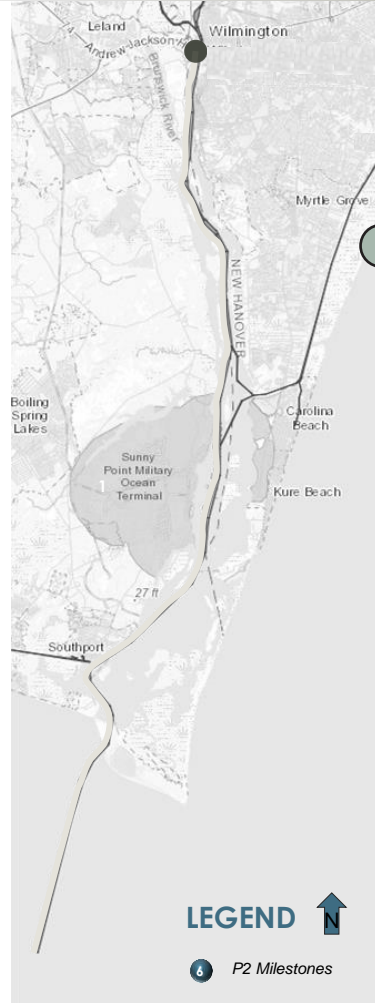 Leland
Wilmington
Andrew-Jackson-H
Brunswick River
Myrtle Grove
NEW HANOVER
Boiling
Spring
Lakes
Carolina
Beach
Sunny
Point Military
Ocean
Terminal
1
Kure Beach
27 ft
Southport
LEGEND
N
6 P2 Milestones